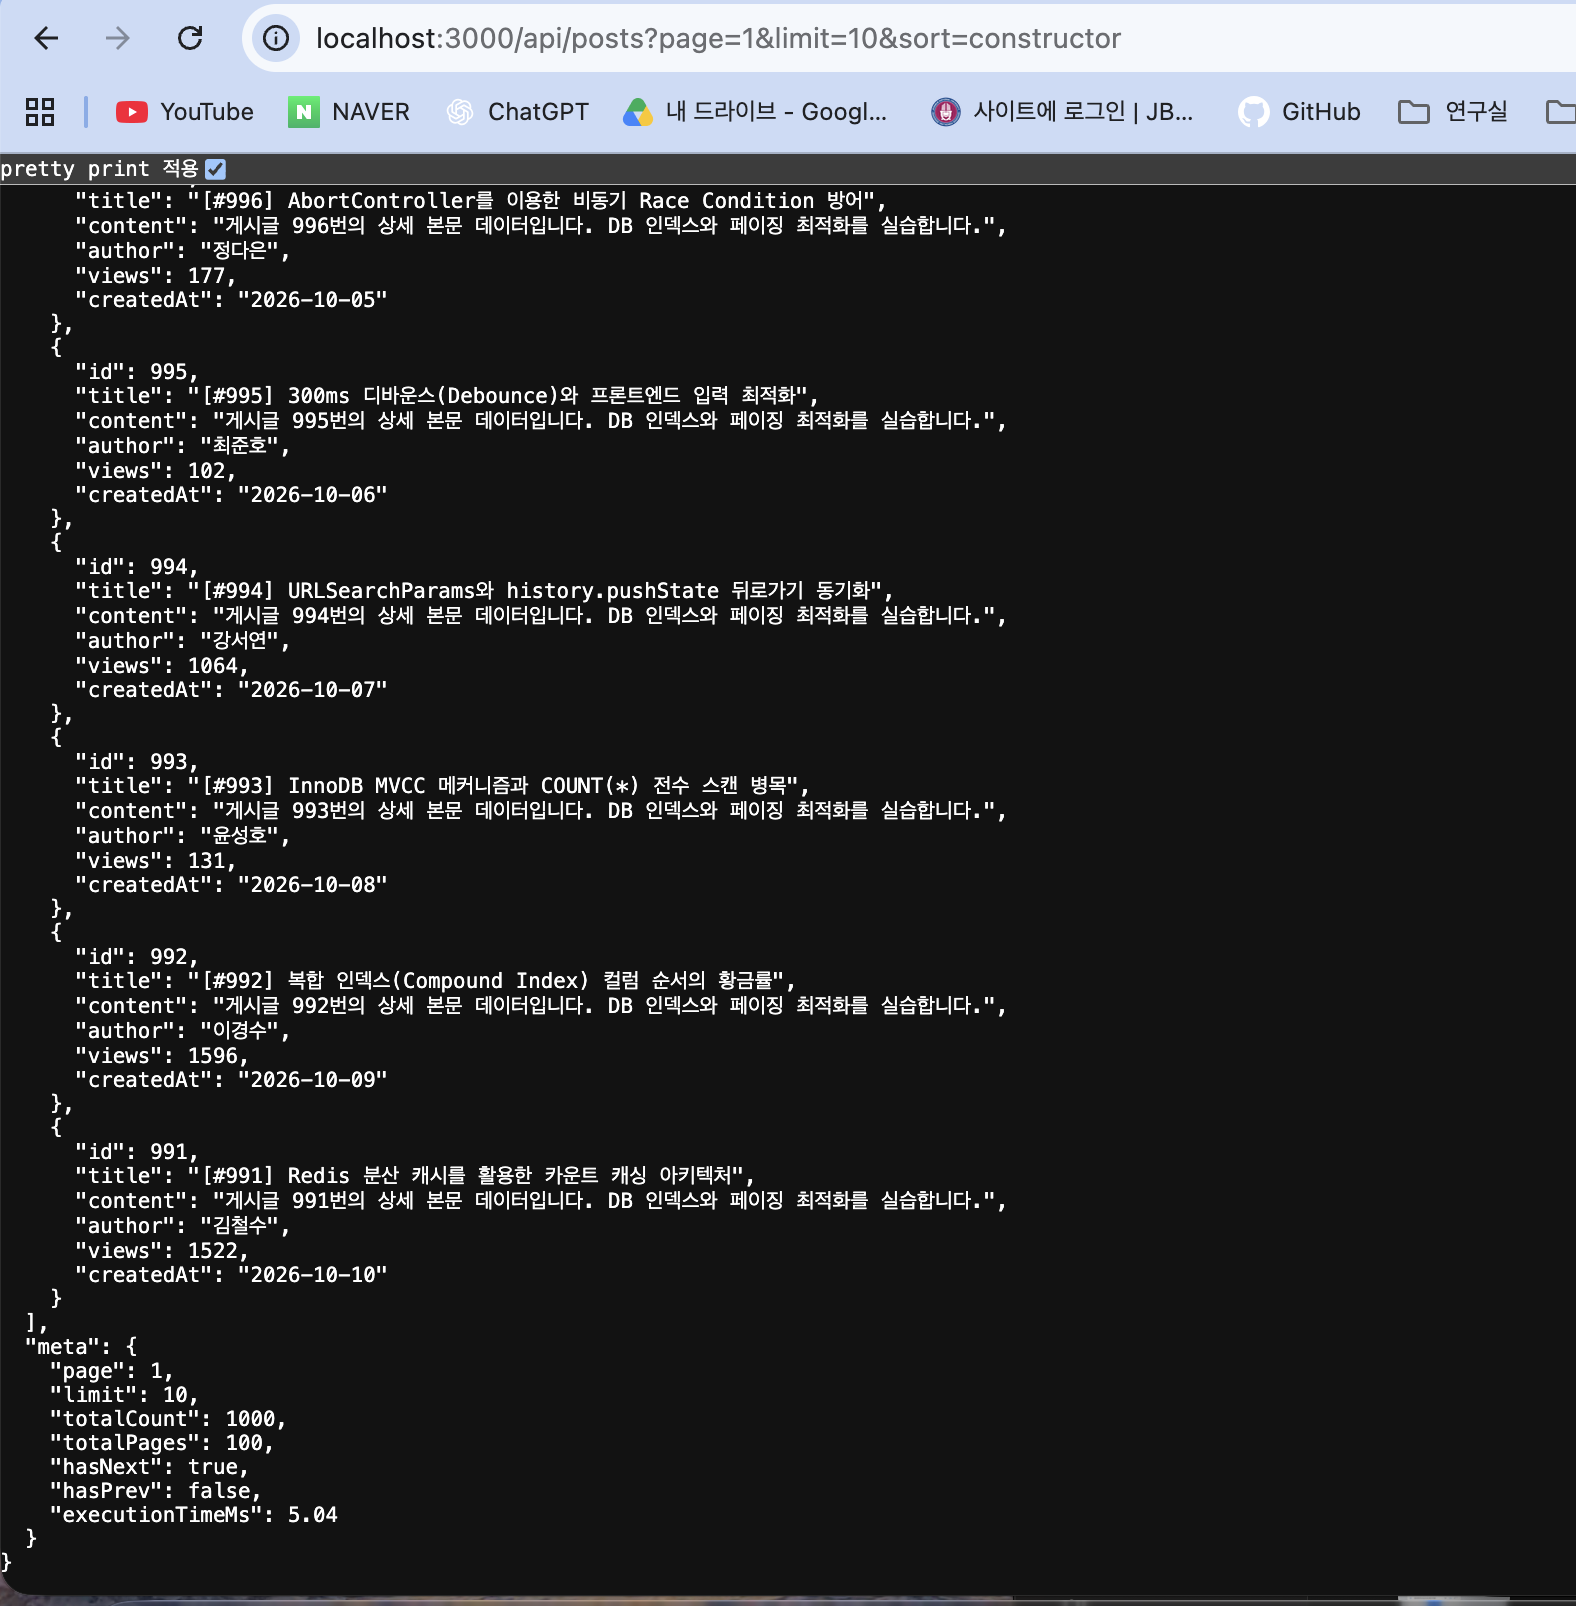 localhost:3000/api/posts?page=1&limit=10&sort=constructor
YouTube NAVER ChatGPT 내 드라이브 - Googl... 사이트에 로그인 | JB... GitHub 연구실
pretty print 적용
"title": "[#996] AbortController를 이용한 비동기 Race Condition 방어",
"content": "게시글 996번의 상세 본문 데이터입니다. DB 인덱스와 페이징 최적화를 실습합니다.",
"author": "정다은",
"views": 177,
"createdAt": "2026-10-05"
},
{
"id": 995,
"title": "[#995] 300ms 디바운스(Debounce)와 프론트엔드 입력 최적화",
"content": "게시글 995번의 상세 본문 데이터입니다. DB 인덱스와 페이징 최적화를 실습합니다.",
"author": "최준호",
"views": 102,
"createdAt": "2026-10-06"
},
{
"id": 994,
"title": "[#994] URLSearchParams와 history.pushState 뒤로가기 동기화",
"content": "게시글 994번의 상세 본문 데이터입니다. DB 인덱스와 페이징 최적화를 실습합니다.",
"author": "강서연",
"views": 1064,
"createdAt": "2026-10-07"
},
{
"id": 993,
"title": "[#993] InnoDB MVCC 메커니즘과 COUNT(*) 전수 스캔 병목",
"content": "게시글 993번의 상세 본문 데이터입니다. DB 인덱스와 페이징 최적화를 실습합니다.",
"author": "윤성호",
"views": 131,
"createdAt": "2026-10-08"
},
{
"id": 992,
"title": "[#992] 복합 인덱스(Compound Index) 컬럼 순서의 황금률",
"content": "게시글 992번의 상세 본문 데이터입니다. DB 인덱스와 페이징 최적화를 실습합니다.",
"author": "이경수",
"views": 1596,
"createdAt": "2026-10-09"
},
{
"id": 991,
"title": "[#991] Redis 분산 캐시를 활용한 카운트 캐싱 아키텍처",
"content": "게시글 991번의 상세 본문 데이터입니다. DB 인덱스와 페이징 최적화를 실습합니다.",
"author": "김철수",
"views": 1522,
"createdAt": "2026-10-10"
}
],
"meta": {
"page": 1,
"limit": 10,
"totalCount": 1000,
"totalPages": 100,
"hasNext": true,
"hasPrev": false,
"executionTimeMs": 5.04
}
}